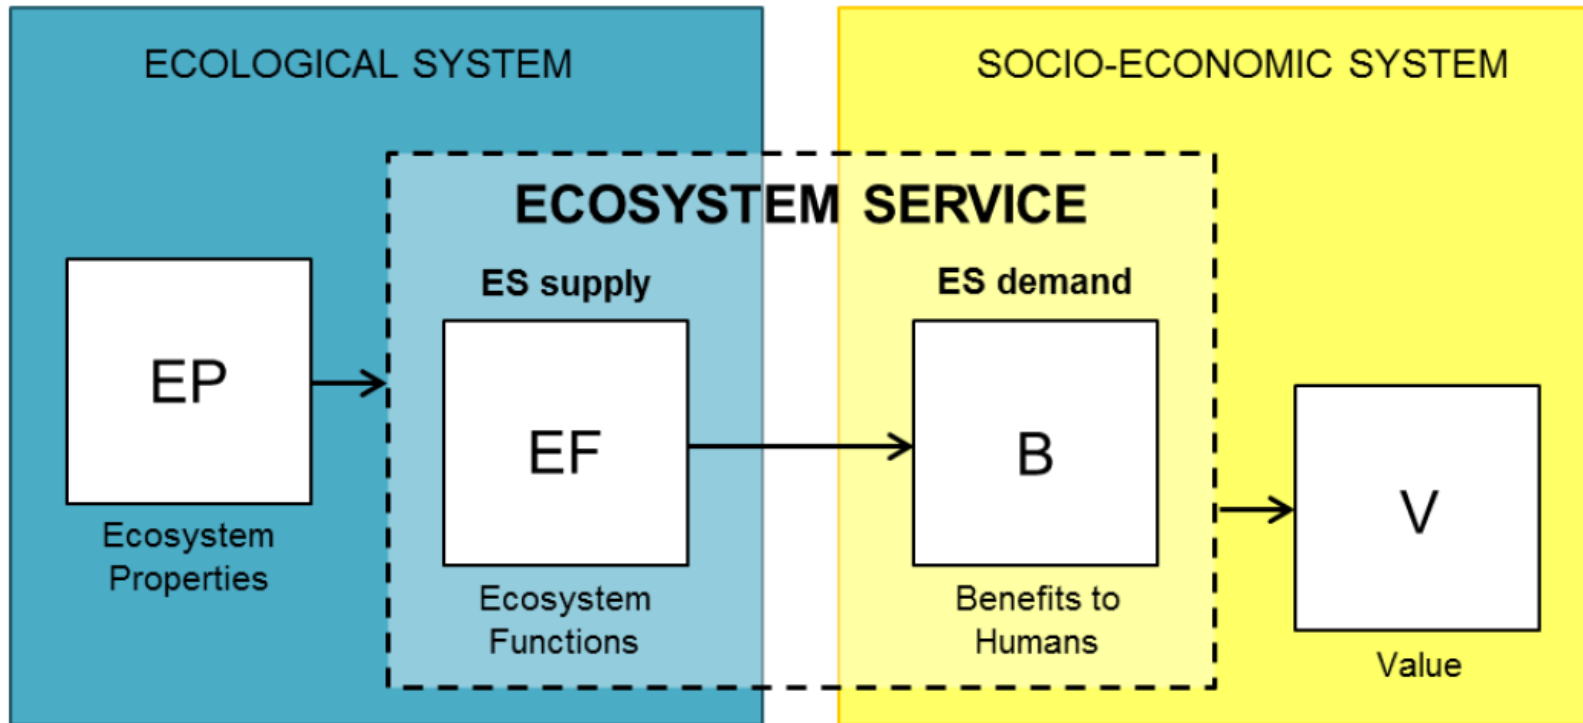 ECOLOGICAL SYSTEM
SOCIO-ECONOMIC SYSTEM
ECOSYSTEM SERVICE
ES supply
ES demand
EP
EF
B
V
Ecosystem
Properties
Ecosystem
Functions
Benefits to
Humans
Value